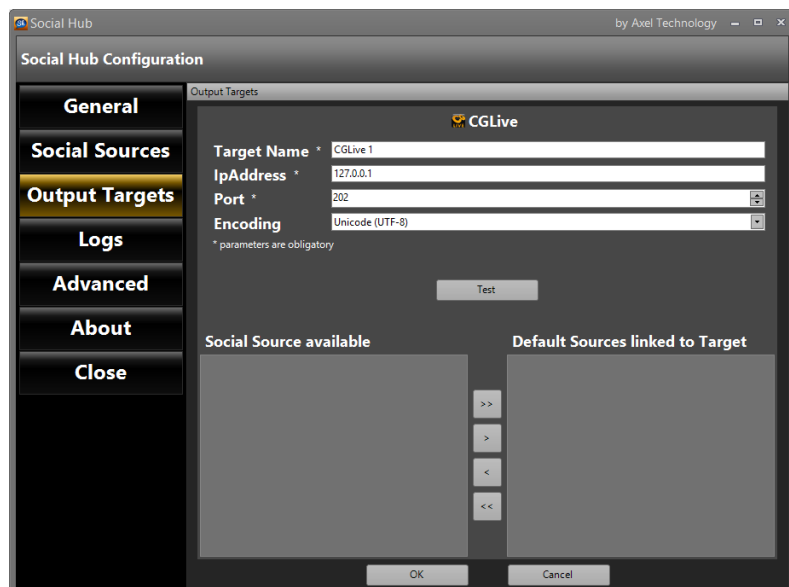 Social Hub
by Axel Technology
Social Hub Configuration
General
Social Sources
Output Targets
Logs
Advanced
About
Close
Output Targets
LIVE
CGLive
Target Name *
CGLive 1
IpAddress *
127.0.0.1
Port *
202
Encoding
Unicode (UTF-8)
* parameters are obligatory
Test
Social Source available
Default Sources linked to Target
>>
>
<
<<
OK
Cancel